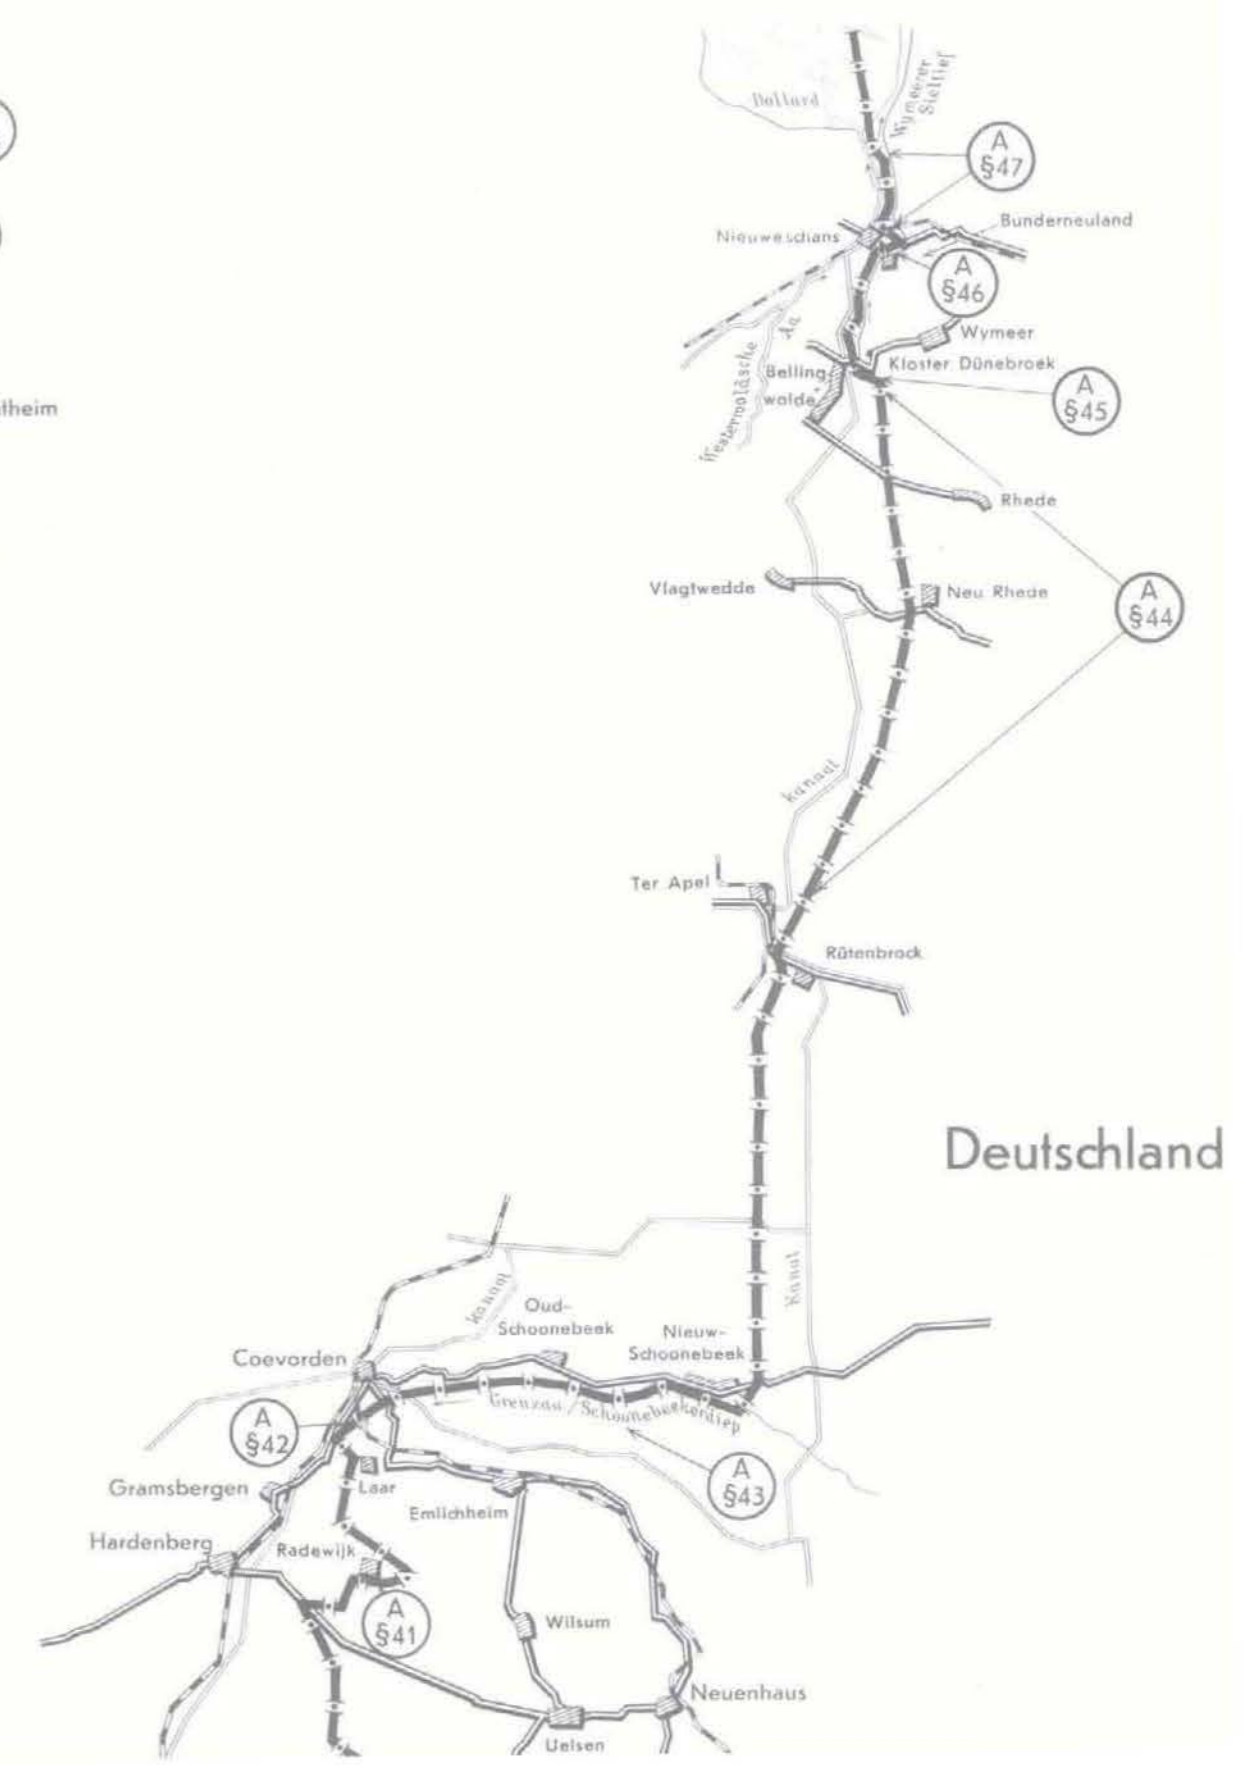 Dollard
Wymeerer
Sieltief
A
§47
Nieuweschans
Bunderneuland
A
§46
Wymeer
Aa
Westerwoldsche
Kloster Dünebroek
Belling-
wolde
A
§45
ntheim
Rhede
Vlagtwedde
Neu Rhede
A
§44
kanaal
Ter Apel
Rütenbrock
Deutschland
Kanal
kanaal
Oud-
Schoonebeek
Nieuw-
Schoonebeek
Coevorden
Grenzaa / Schoonebeekerdiep
A
§42
A
§43
Gramsbergen
Laar
Emlichheim
Hardenberg
Radewijk
A
§41
Wilsum
Neuenhaus
Uelsen